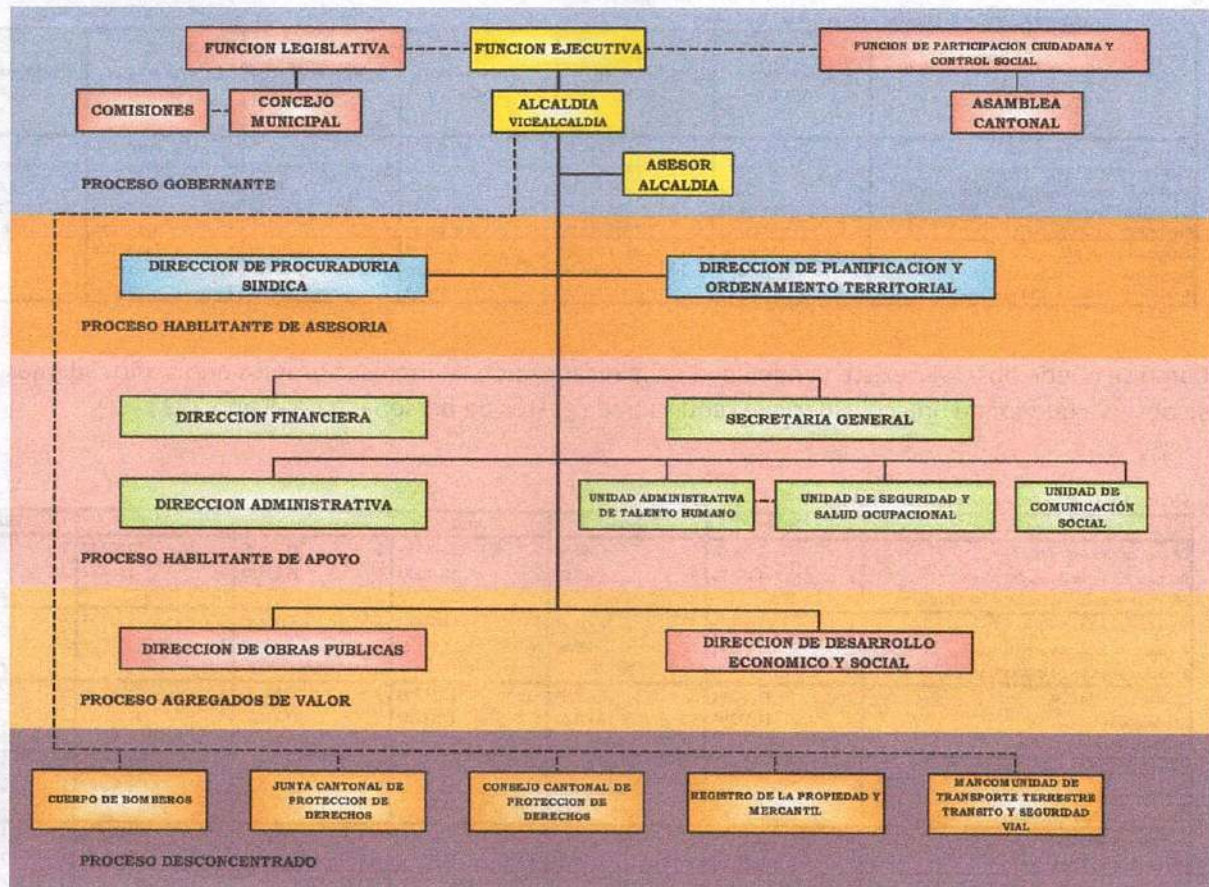 FUNCION LEGISLATIVA
FUNCION EJECUTIVA
FUNCION DE PARTICIPACION CIUDADANA Y
CONTROL SOCIAL
COMISIONES
CONCEJO
MUNICIPAL
ALCALDIA
VICEALCALDIA
ASAMBLEA
CANTONAL
ASESOR
ALCALDIA
PROCESO GOBERNANTE
DIRECCION DE PROCURADURIA
SINDICA
DIRECCION DE PLANIFICACION Y
ORDENAMIENTO TERRITORIAL
PROCESO HABILITANTE DE ASESORIA
DIRECCION FINANCIERA
SECRETARIA GENERAL
DIRECCION ADMINISTRATIVA
UNIDAD ADMINISTRATIVA
DE TALENTO HUMANO
UNIDAD DE SEGURIDAD Y
SALUD OCUPACIONAL
UNIDAD DE
COMUNICACIÓN
SOCIAL
PROCESO HABILITANTE DE APOYO
DIRECCION DE OBRAS PUBLICAS
DIRECCION DE DESARROLLO
ECONOMICO Y SOCIAL
PROCESO AGREGADOS DE VALOR
CUERPO DE BOMBEROS
JUNTA CANTONAL DE
PROTECCION DE
DERECHOS
CONSEJO CANTONAL DE
PROTECCION DE
DERECHOS
REGISTRO DE LA PROPIEDAD Y
MERCANTIL
MANCOMUNIDAD DE
TRANSPORTE TERRESTRE
TRANSITO Y SEGURIDAD
VIAL
PROCESO DESCONCENTRADO